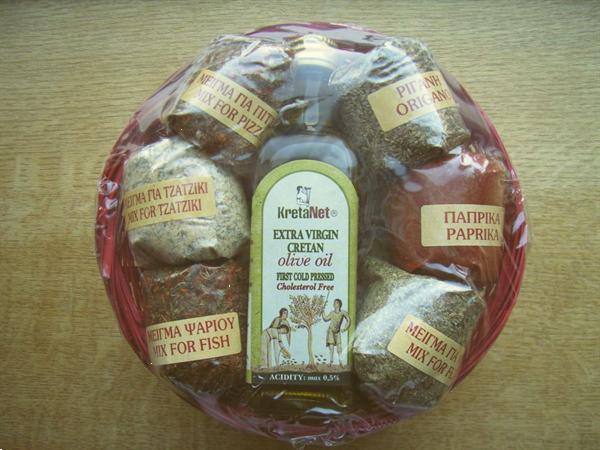 ΜΕΙΓΜΑ ΓΙΑ ΠΙΤ
MIX FOR PIZZ
ΡΙΓΑΝΗ
ORIGANO
ΜΕΙΓΜΑ ΓΙΑ ΤΖΑΤΖΙΚΙ
MIX FOR TZATZIKI
ΠΑΠΡΙΚΑ
PAPRIKA
KretaNet®
EXTRA VIRGIN
CRETAN
olive oil
FIRST COLD PRESSED
Cholesterol Free
ACIDITY: max 0,5%
ΜΕΙΓΜΑ ΨΑΡΙΟΥ
MIX FOR FISH
ΜΕΙΓΜΑ ΓΙΑ
MIX FOR